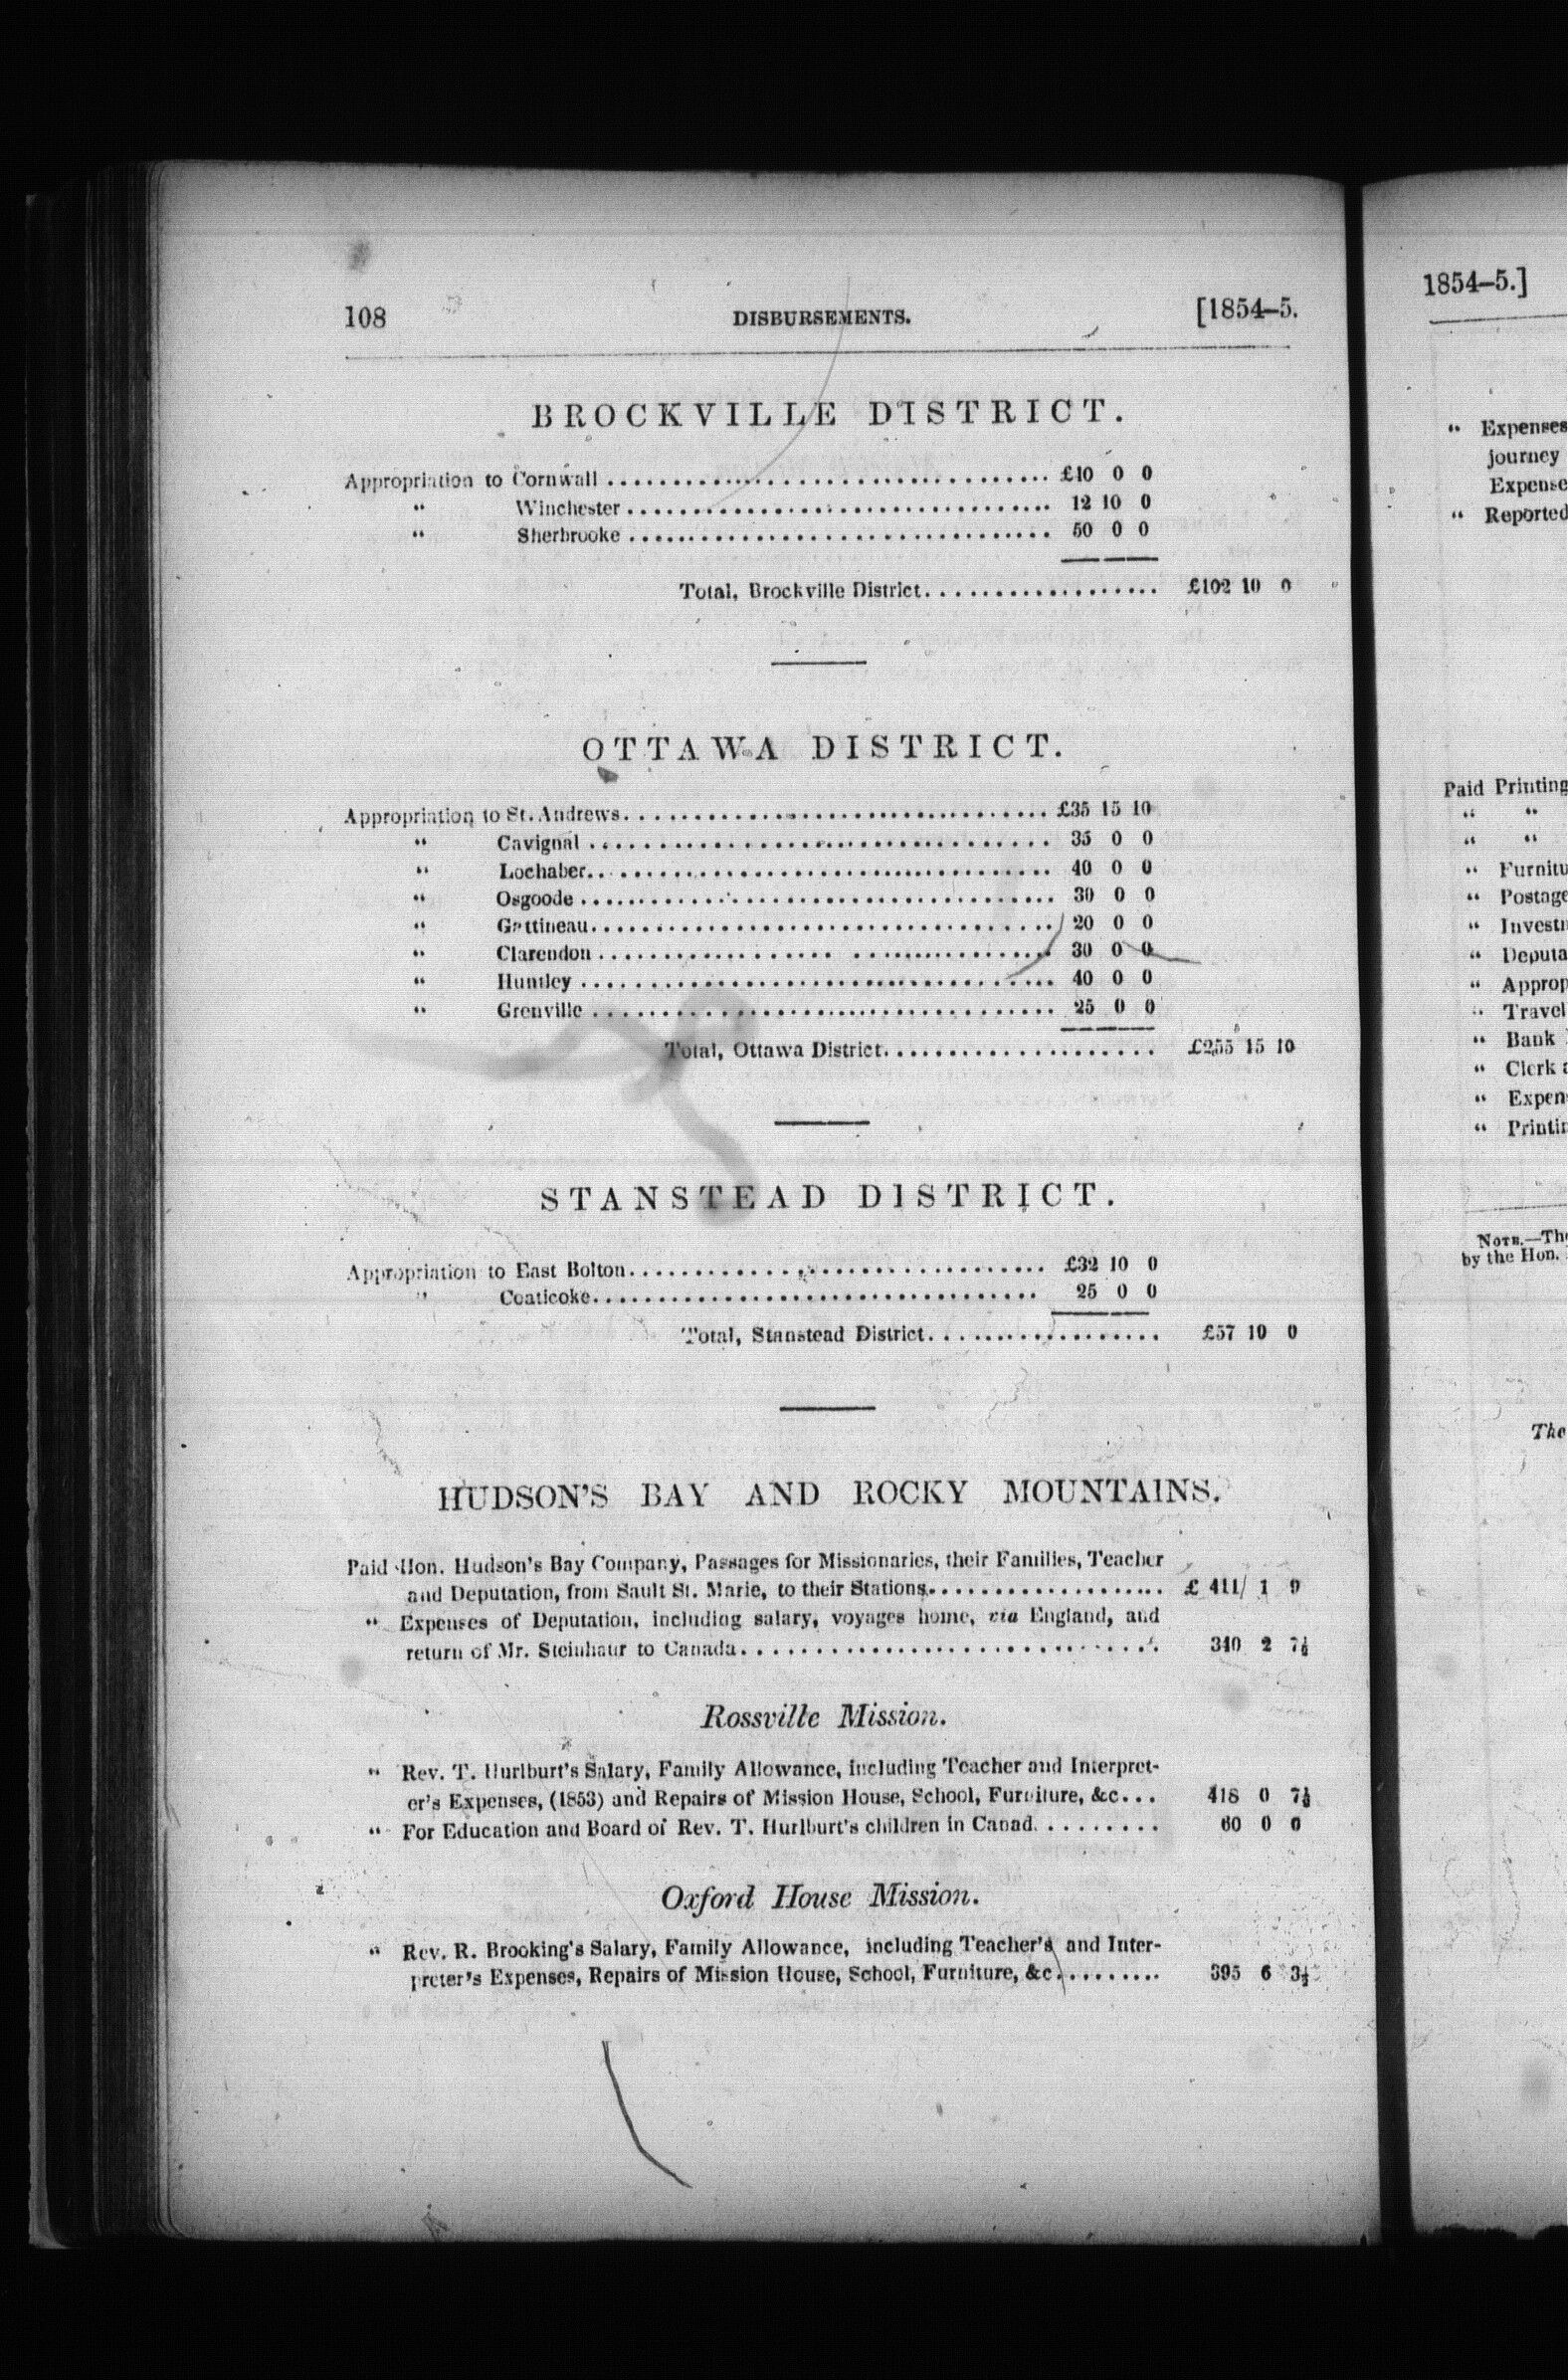 108 DISBURSEMENTS. [1854–5.
BROCKVILLE DISTRICT.
Appropriation to Cornwall .................................. £40 0 0
“ Winchester .................................. 12 10 0
“ Sherbrooke .................................. 50 0 0
Total, Brockville District.................. £102 10 0
OTTAWA DISTRICT.
Appropriation to St. Andrews.................................. £35 15 10
“ Cavignal .................................. 35 0 0
“ Lochaber.................................. 40 0 0
“ Osgoode .................................. 30 0 0
“ Gattineau.................................. 20 0 0
“ Clarendon .................................. 30 0 0
“ Huntley .................................. 40 0 0
“ Grenville .................................. 25 0 0
Total, Ottawa District.................... £255 15 10
STANSTEAD DISTRICT.
Appropriation to East Bolton.................................. £32 10 0
“ Coaticoke.................................. 25 0 0
Total, Stanstead District.................. £57 10 0
HUDSON’S BAY AND ROCKY MOUNTAINS.
Paid Hon. Hudson’s Bay Company, Passages for Missionaries, their Families, Teacher
and Deputation, from Sault St. Marie, to their Stations................... £ 411 1 9
“ Expenses of Deputation, including salary, voyages home, via England, and
return of Mr. Steinhaur to Canada.................................. 340 2 7½
Rossville Mission.
“ Rev. T. Hurlburt’s Salary, Family Allowance, including Teacher and Interpret-
er’s Expenses, (1853) and Repairs of Mission House, School, Furniture, &c... 418 0 7½
“ For Education and Board of Rev. T. Hurlburt’s children in Canad......... 60 0 0
Oxford House Mission.
“ Rev. R. Brooking’s Salary, Family Allowance, including Teacher’s and Inter-
preter’s Expenses, Repairs of Mission House, School, Furniture, &c......... 395 6 3½
1854–5.]
“ Expenses
journey
Expense
“ Reported
Paid Printing
“ “
“ “
“ Furnitu
“ Postage
“ Invest
“ Deputa
“ Approp
“ Travel
“ Bank
“ Clerk
“ Expen
“ Printin
NOTE.—The
by the Hon.
The